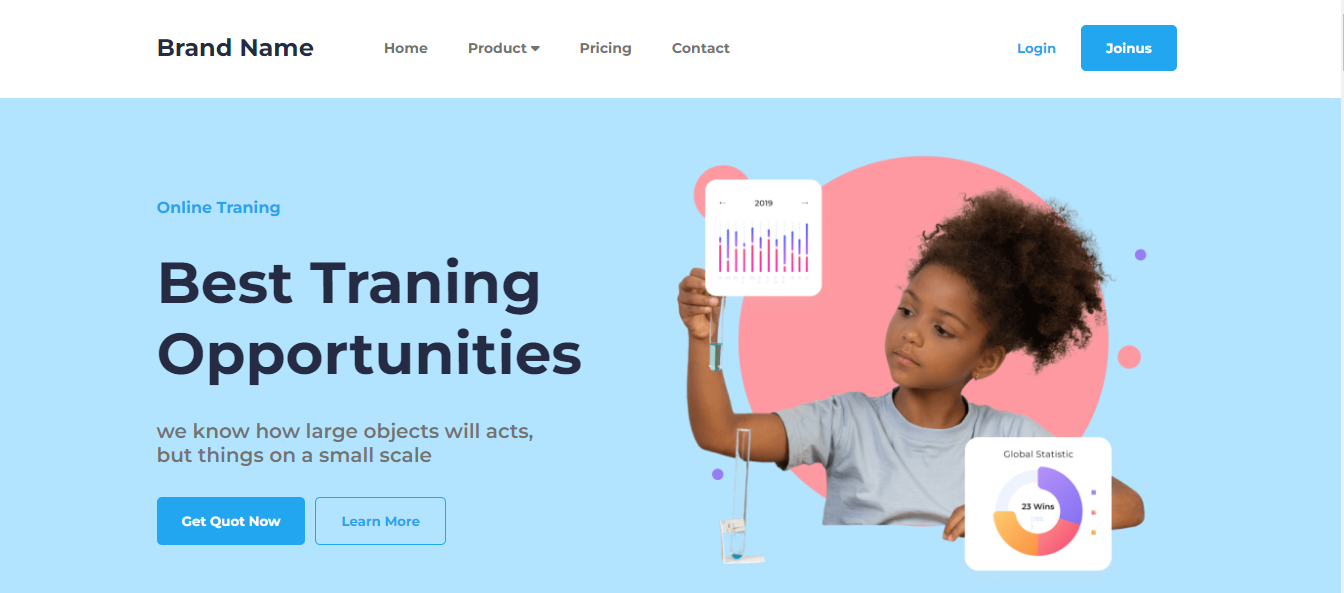 Brand Name
Home
Product
Pricing
Contact
Login
Joinus
Online Traning
Best Traning
Opportunities
we know how large objects will acts,
but things on a small scale
Get Quot Now
Learn More
← 2019 →
Global Statistic
23 Wins